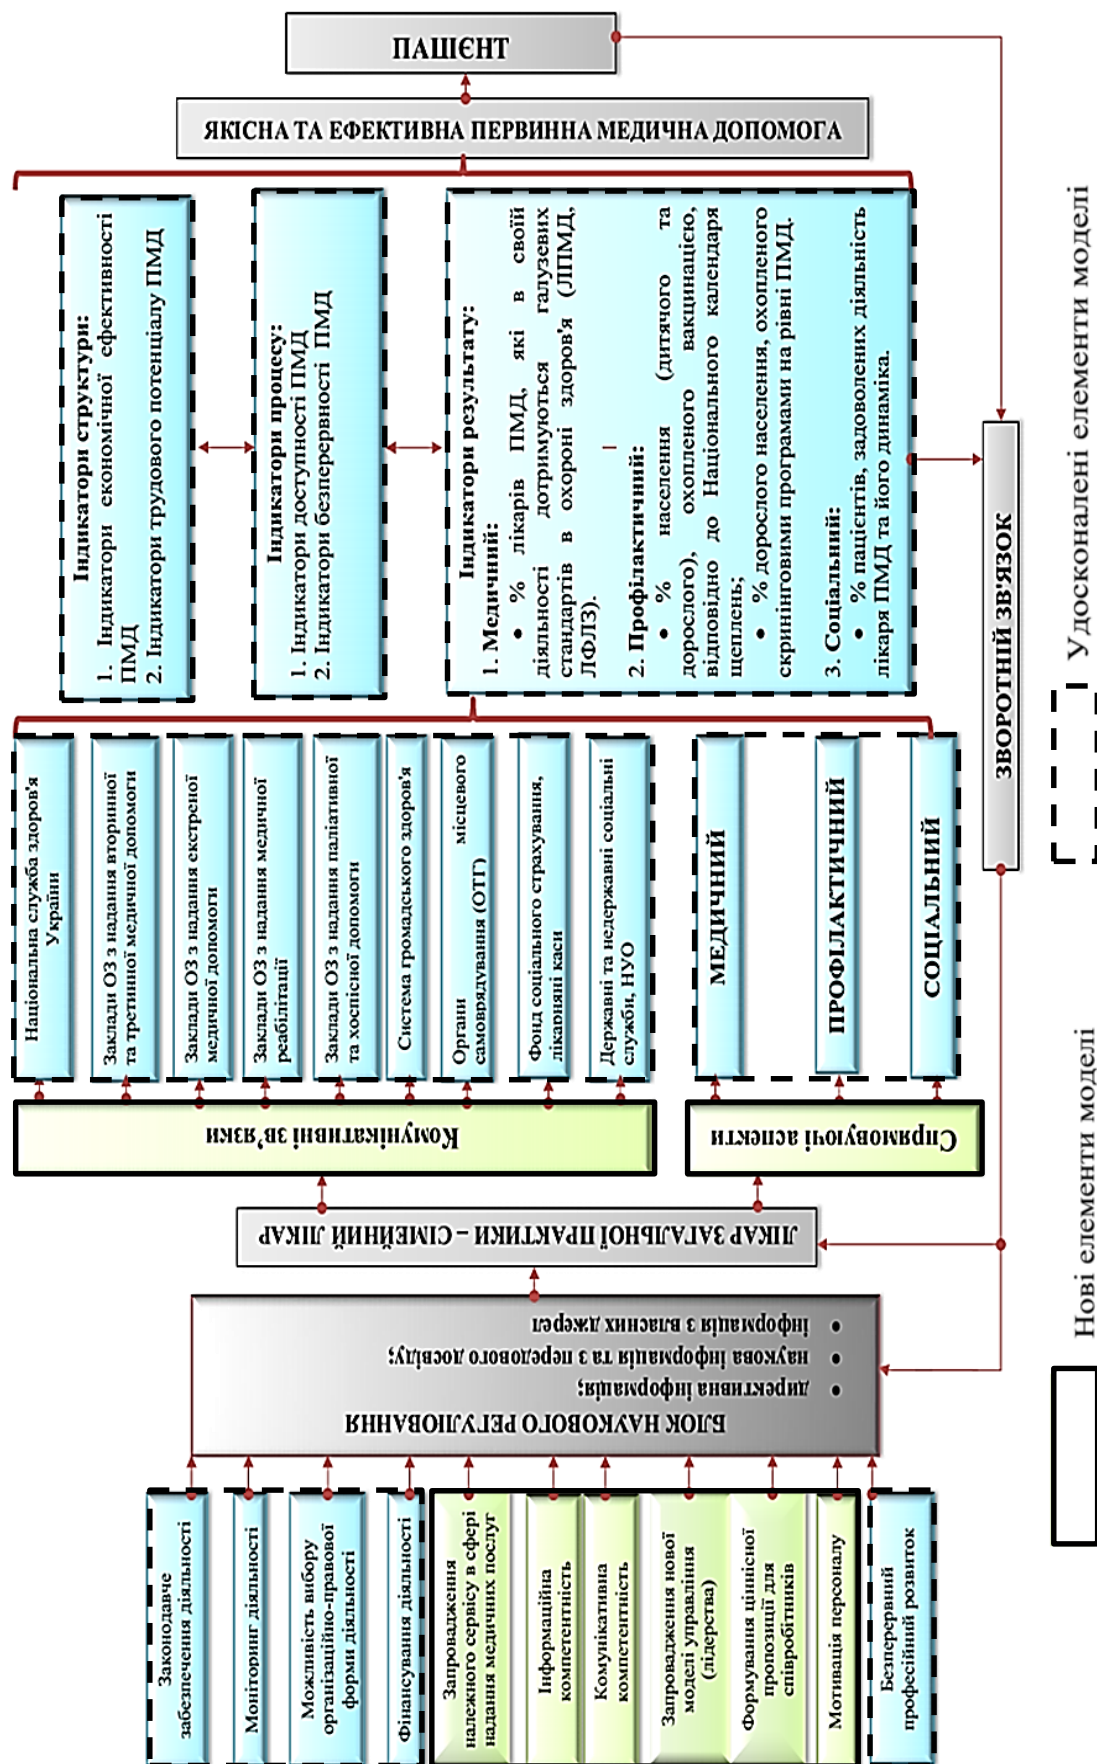 Законодавче
забезпечення діяльності
Моніторинг діяльності
Можливість вибору
організаційно-правової
форми діяльності
Фінансування діяльності
Запровадження
належного сервісу в сфері
надання медичних послуг
Інформаційна
компетентність
Комунікативна
компетентність
Запровадження нової
моделі управління
(лідерства)
Формування ціннісної
пропозиції для
співробітників
Мотивація персоналу
Безперервний
професійний розвиток
БЛОК НАУКОВОГО РЕГУЛЮВАННЯ
• директивна інформація;
• наукова інформація та з передового досвіду;
• інформація з власних джерел
ЛІКАР ЗАГАЛЬНОЇ ПРАКТИКИ – СІМЕЙНИЙ ЛІКАР
Комунікативні зв’язки
Спрямовуючі аспекти
Національна служба здоров'я
України
Заклади ОЗ з надання вторинної
та третинної медичної допомоги
Заклади ОЗ з надання екстреної
медичної допомоги
Заклади ОЗ з надання медичної
реабілітації
Заклади ОЗ з надання паліативної
та хоспісної допомоги
Система громадського здоров'я
Органи місцевого
самоврядування (ОТГ)
Фонд соціального страхування,
лікарняні каси
Державні та недержавні соціальні
служби, НУО
МЕДИЧНИЙ
ПРОФІЛАКТИЧНИЙ
СОЦІАЛЬНИЙ
Індикатори структури:
1. Індикатори економічної ефективності
ПМД
2. Індикатори трудового потенціалу ПМД
Індикатори процесу:
1. Індикатори доступності ПМД
2. Індикатори безперервності ПМД
Індикатори результату:
1. Медичний:
• % лікарів ПМД, які в своїй
діяльності дотримуються галузевих
стандартів в охороні здоров'я (ЛПМД,
ЛФЛЗ).
2. Профілактичний:
• % населення (дитячого та
дорослого), охопленого вакцинацією,
відповідно до Національного календаря
щеплень;
• % дорослого населення, охопленого
скринінговими програмами на рівні ПМД.
3. Соціальний:
• % пацієнтів, задоволених діяльність
лікаря ПМД та його динаміка.
ЯКІСНА ТА ЕФЕКТИВНА ПЕРВИННА МЕДИЧНА ДОПОМОГА
ПАЦІЄНТ
ЗВОРОТНІЙ ЗВ'ЯЗОК
Нові елементи моделі
Удосконалені елементи моделі